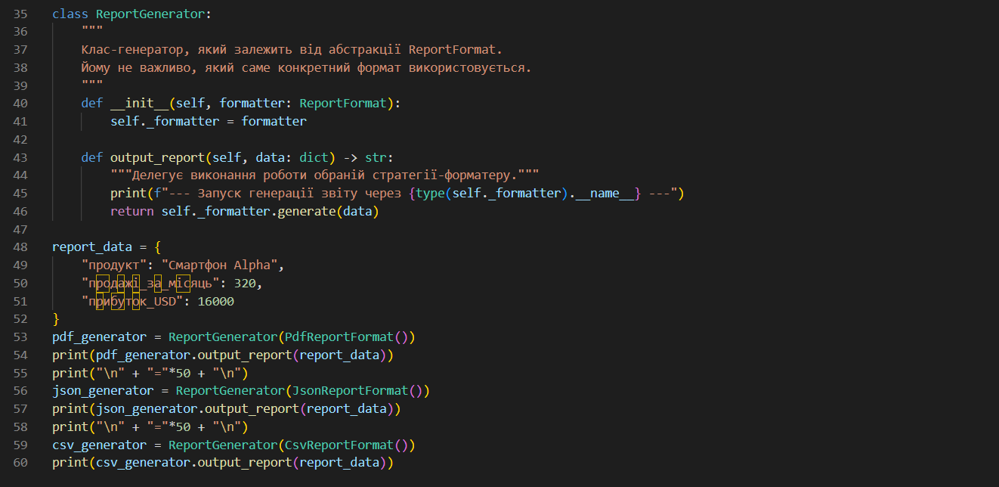 35 class ReportGenerator:
36     """
37     Клас-генератор, який залежить від абстракції ReportFormat.
38     Йому не важливо, який саме конкретний формат використовується.
39     """
40     def __init__(self, formatter: ReportFormat):
41         self._formatter = formatter
42
43     def output_report(self, data: dict) -> str:
44         """Делегує виконання роботи обраній стратегії-форматеру."""
45         print(f"--- Запуск генерації звіту через {type(self._formatter).__name__} ---")
46         return self._formatter.generate(data)
47
48 report_data = {
49     "продукт": "Смартфон Alpha",
50     "продажі_за_місяць": 320,
51     "прибуток_USD": 16000
52 }
53 pdf_generator = ReportGenerator(PdfReportFormat())
54 print(pdf_generator.output_report(report_data))
55 print("\n" + "="*50 + "\n")
56 json_generator = ReportGenerator(JsonReportFormat())
57 print(json_generator.output_report(report_data))
58 print("\n" + "="*50 + "\n")
59 csv_generator = ReportGenerator(CsvReportFormat())
60 print(csv_generator.output_report(report_data))